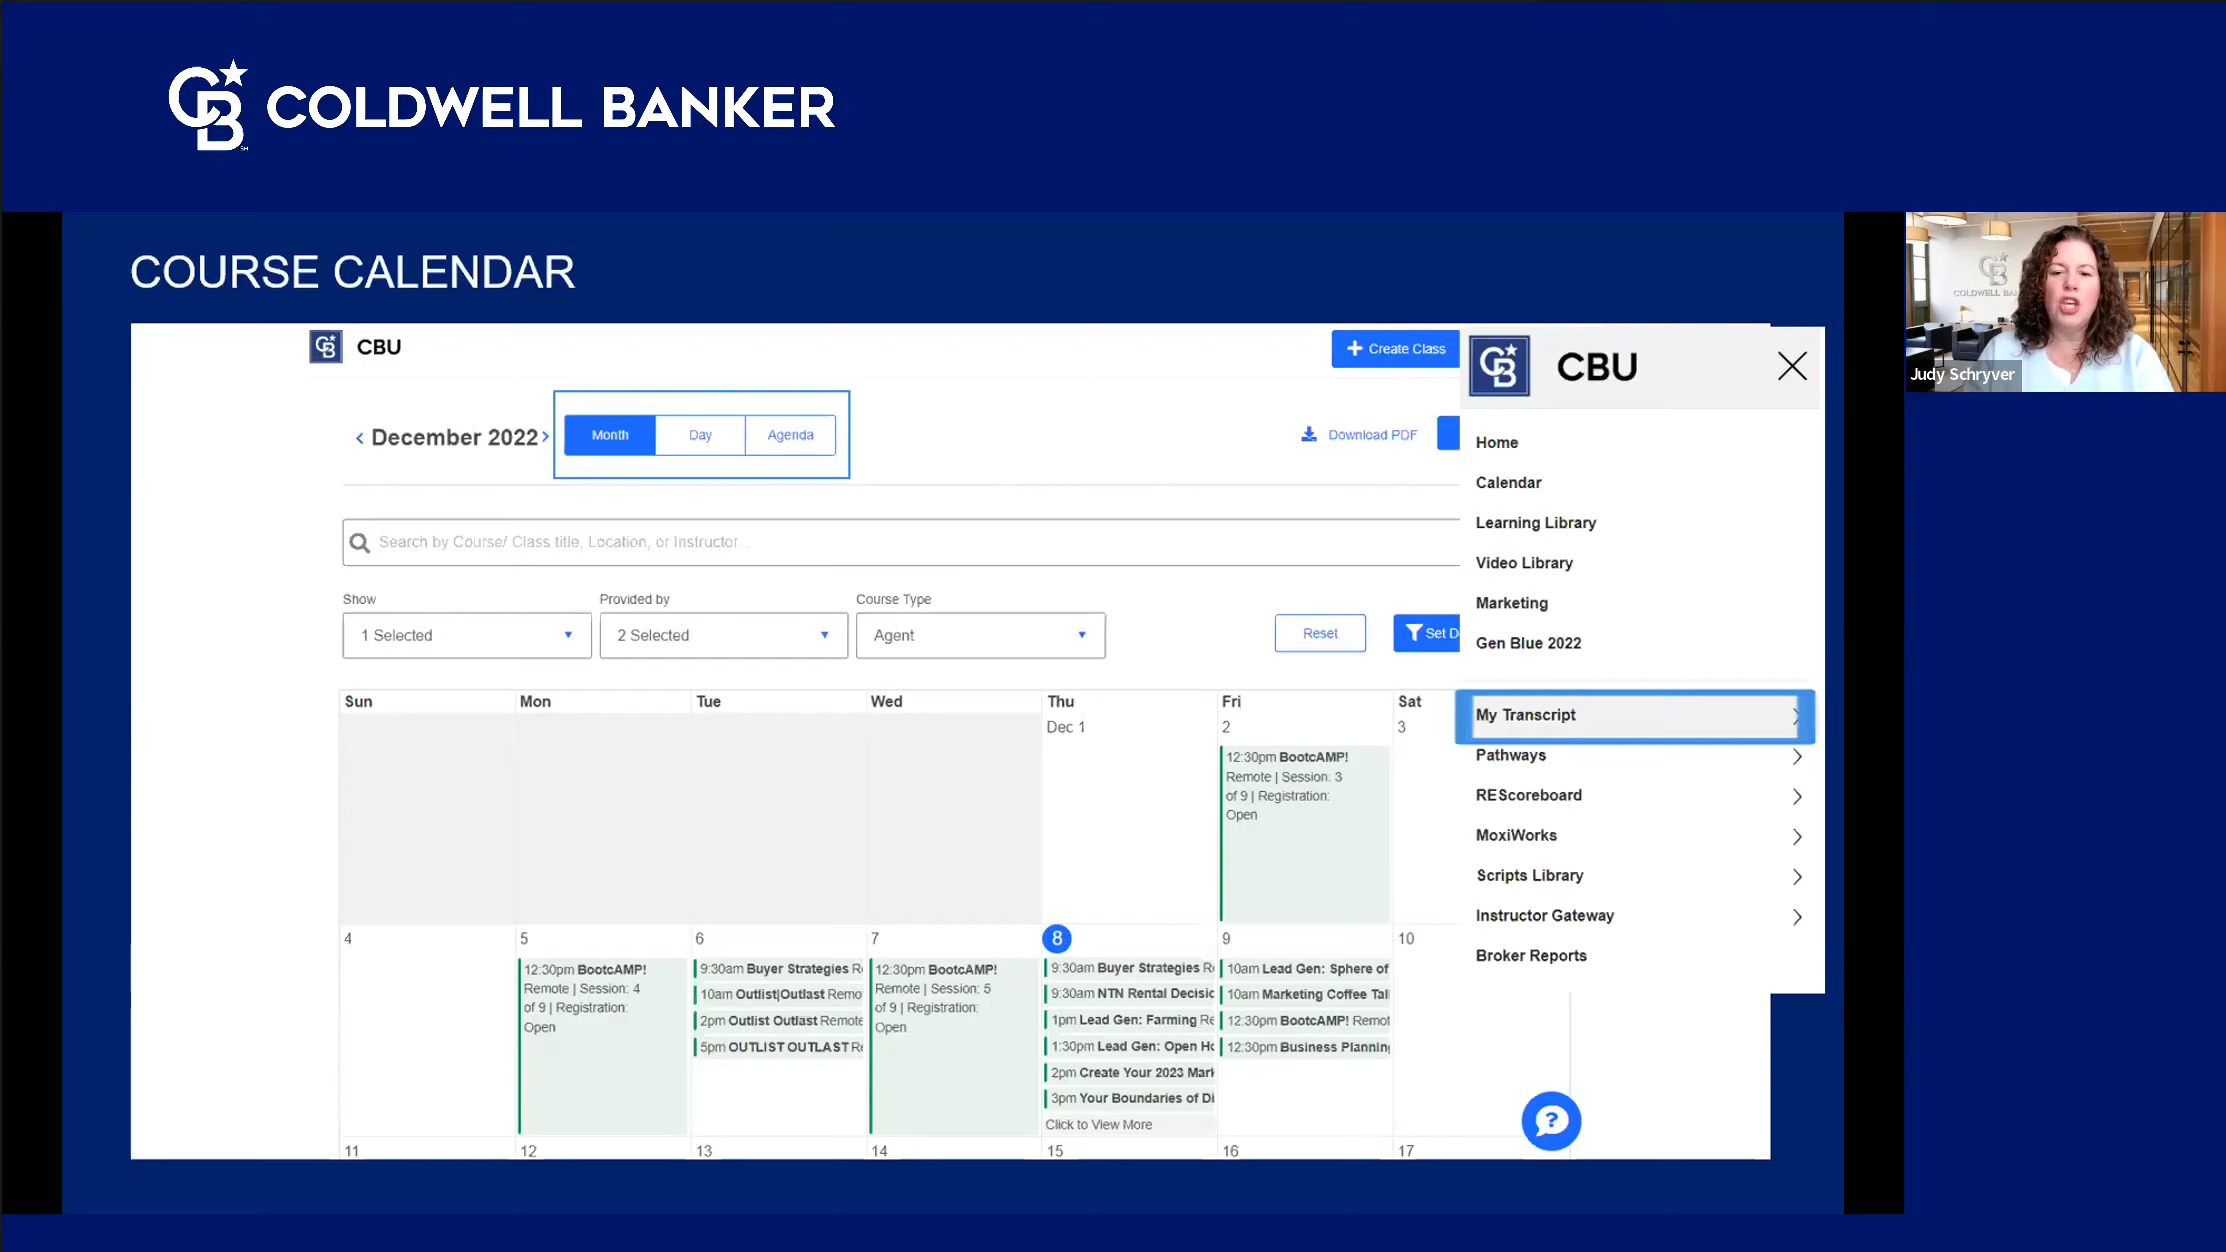 COLDWELL BANKER
COURSE CALENDAR
CBU
Create Class
December 2022
Month
Day
Agenda
Download PDF
Search by Course/ Class title, Location, or Instructor...
Show
Provided by
Course Type
1 Selected
2 Selected
Agent
Reset
Set D
Sun
Mon
Tue
Wed
Thu
Fri
Sat
Dec 1
2
12:30pm BootcAMP!
Remote | Session: 3
of 9 | Registration:
Open
3
4
5
12:30pm BootcAMP!
Remote | Session: 4
of 9 | Registration:
Open
6
9:30am Buyer Strategies R
10am Outlist|Outlast Remo
2pm Outlist Outlast Remote
5pm OUTLIST OUTLAST R
7
12:30pm BootcAMP!
Remote | Session: 5
of 9 | Registration:
Open
8
9:30am Buyer Strategies R
9:30am NTN Rental Decisio
1pm Lead Gen: Farming Re
1:30pm Lead Gen: Open Ho
2pm Create Your 2023 Mark
3pm Your Boundaries of Di
Click to View More
9
10am Lead Gen: Sphere of
10am Marketing Coffee Tal
12:30pm BootcAMP! Remot
12:30pm Business Planning
10
11
12
13
14
15
16
17
CBU
Home
Calendar
Learning Library
Video Library
Marketing
Gen Blue 2022
My Transcript
Pathways
REScoreboard
MoxiWorks
Scripts Library
Instructor Gateway
Broker Reports
COLDWELL BA
Judy Schryver